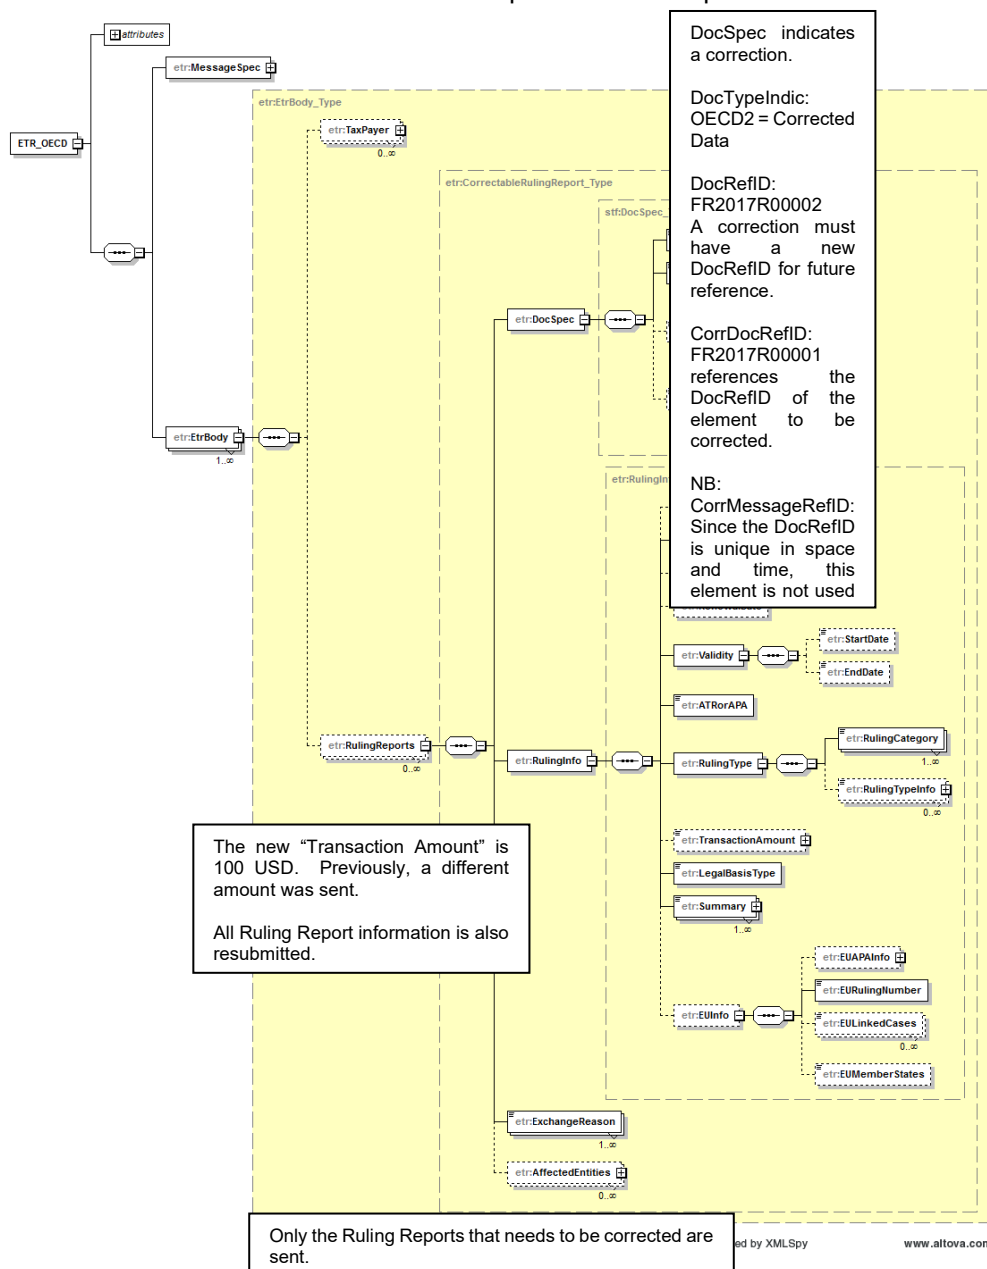 DocSpec indicates
a correction.
DocTypeIndic:
OECD2 = Corrected
Data
DocRefID:
FR2017R00002
A correction must
have a new
DocRefID for future
reference.
CorrDocRefID:
FR2017R00001
references the
DocRefID of the
element to be
corrected.
NB:
CorrMessageRefID:
Since the DocRefID
is unique in space
and time, this
element is not used
attributes
etr:MessageSpec
etr:EtrBody_Type
etr:TaxPayer
0..∞
ETR_OECD
etr:CorrectableRulingReport_Type
stf:DocSpec_
etr:DocSpec
etr:EtrBody
1..∞
etr:Validity
etr:StartDate
etr:EndDate
etr:ATRorAPA
etr:RulingReports
0..∞
etr:RulingInfo
etr:RulingType
etr:RulingCategory
1..∞
etr:RulingTypeInfo
0..∞
The new “Transaction Amount” is
100 USD. Previously, a different
amount was sent.
All Ruling Report information is also
resubmitted.
etr:TransactionAmount
etr:LegalBasisType
etr:Summary
1..∞
etr:EUInfo
etr:EUAPAInfo
etr:EURulingNumber
etr:EULinkedCases
0..∞
etr:EUMemberStates
etr:ExchangeReason
1..∞
etr:AffectedEntities
0..∞
Only the Ruling Reports that needs to be corrected are
sent.
ed by XMLSpy
www.altova.com